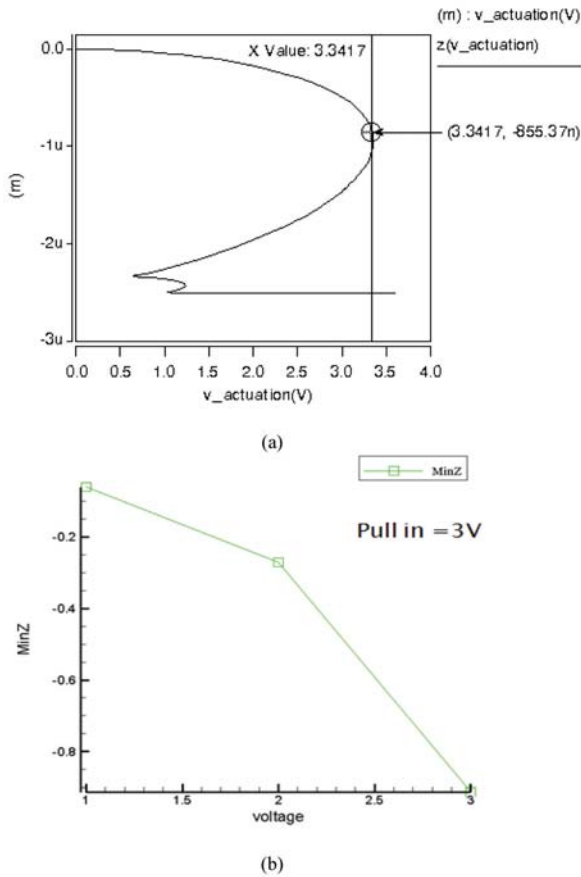 (m) : v_actuation(V)
z(v_actuation)
X Value: 3.3417
(3.3417, -855.37n)
0.0
-1u
-2u
-3u
(m)
0.0 0.5 1.0 1.5 2.0 2.5 3.0 3.5 4.0
v_actuation(V)
(a)
MinZ
Pull in =3V
-0.2
-0.4
-0.6
-0.8
MinZ
1 1.5 2 2.5 3
voltage
(b)